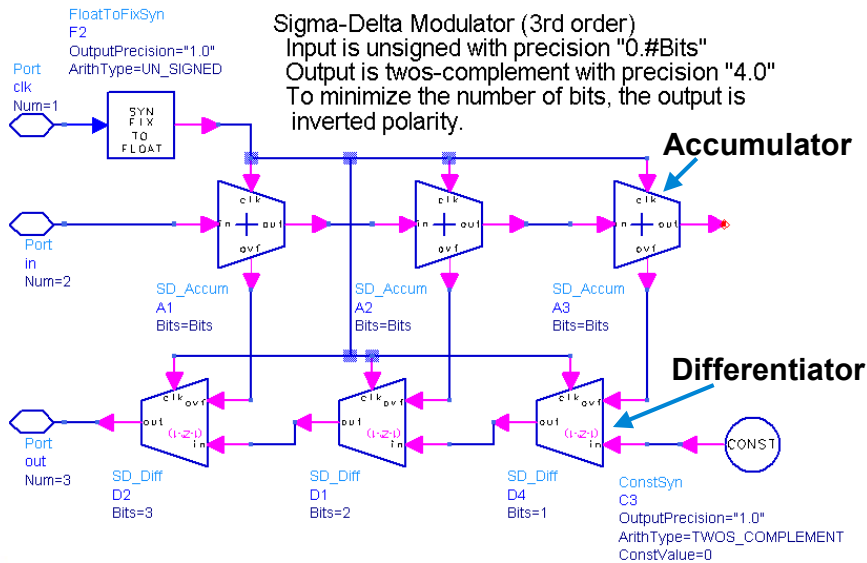 FloatToFixSyn
F2
OutputPrecision="1.0"
ArithType=UN_SIGNED
Sigma-Delta Modulator (3rd order)
Input is unsigned with precision "0.#Bits"
Output is twos-complement with precision "4.0"
To minimize the number of bits, the output is
inverted polarity.
Port
clk
Num=1
SYN
FIX
TO
FLOAT
Accumulator
clk
in
+
out
ovf
clk
in
+
out
ovf
clk
in
+
out
ovf
Port
in
Num=2
SD_Accum
A1
Bits=Bits
SD_Accum
A2
Bits=Bits
SD_Accum
A3
Bits=Bits
Differentiator
clk
ovf
out
(1-Z-1)
in
clk
ovf
out
(1-Z-1)
in
clk
ovf
out
(1-Z-1)
in
CONST
Port
out
Num=3
SD_Diff
D2
Bits=3
SD_Diff
D1
Bits=2
SD_Diff
D4
Bits=1
ConstSyn
C3
OutputPrecision="1.0"
ArithType=TWOS_COMPLEMENT
ConstValue=0